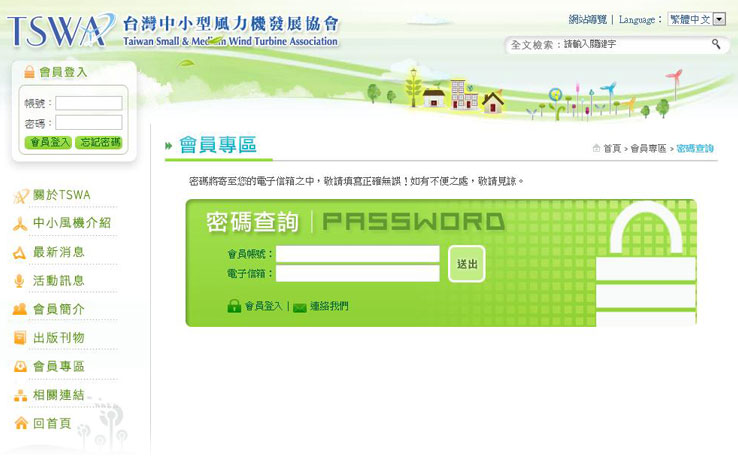 TSWA 台灣中小型風力機發展協會
Taiwan Small & Medium Wind Turbine Association
網站導覽 | Language： 繁體中文
全文檢索：請輸入關鍵字
會員登入
帳號：
密碼：
會員登入 忘記密碼
關於TSWA
中小風機介紹
最新消息
活動訊息
會員簡介
出版刊物
會員專區
相關連結
回首頁
會員專區
首頁 > 會員專區 > 密碼查詢
密碼將寄至您的電子信箱之中，敬請填寫正確無誤！如有不便之處，敬請見諒。
密碼查詢 | PASSWORD
會員帳號：
電子信箱：
送出
會員登入 | 連絡我們